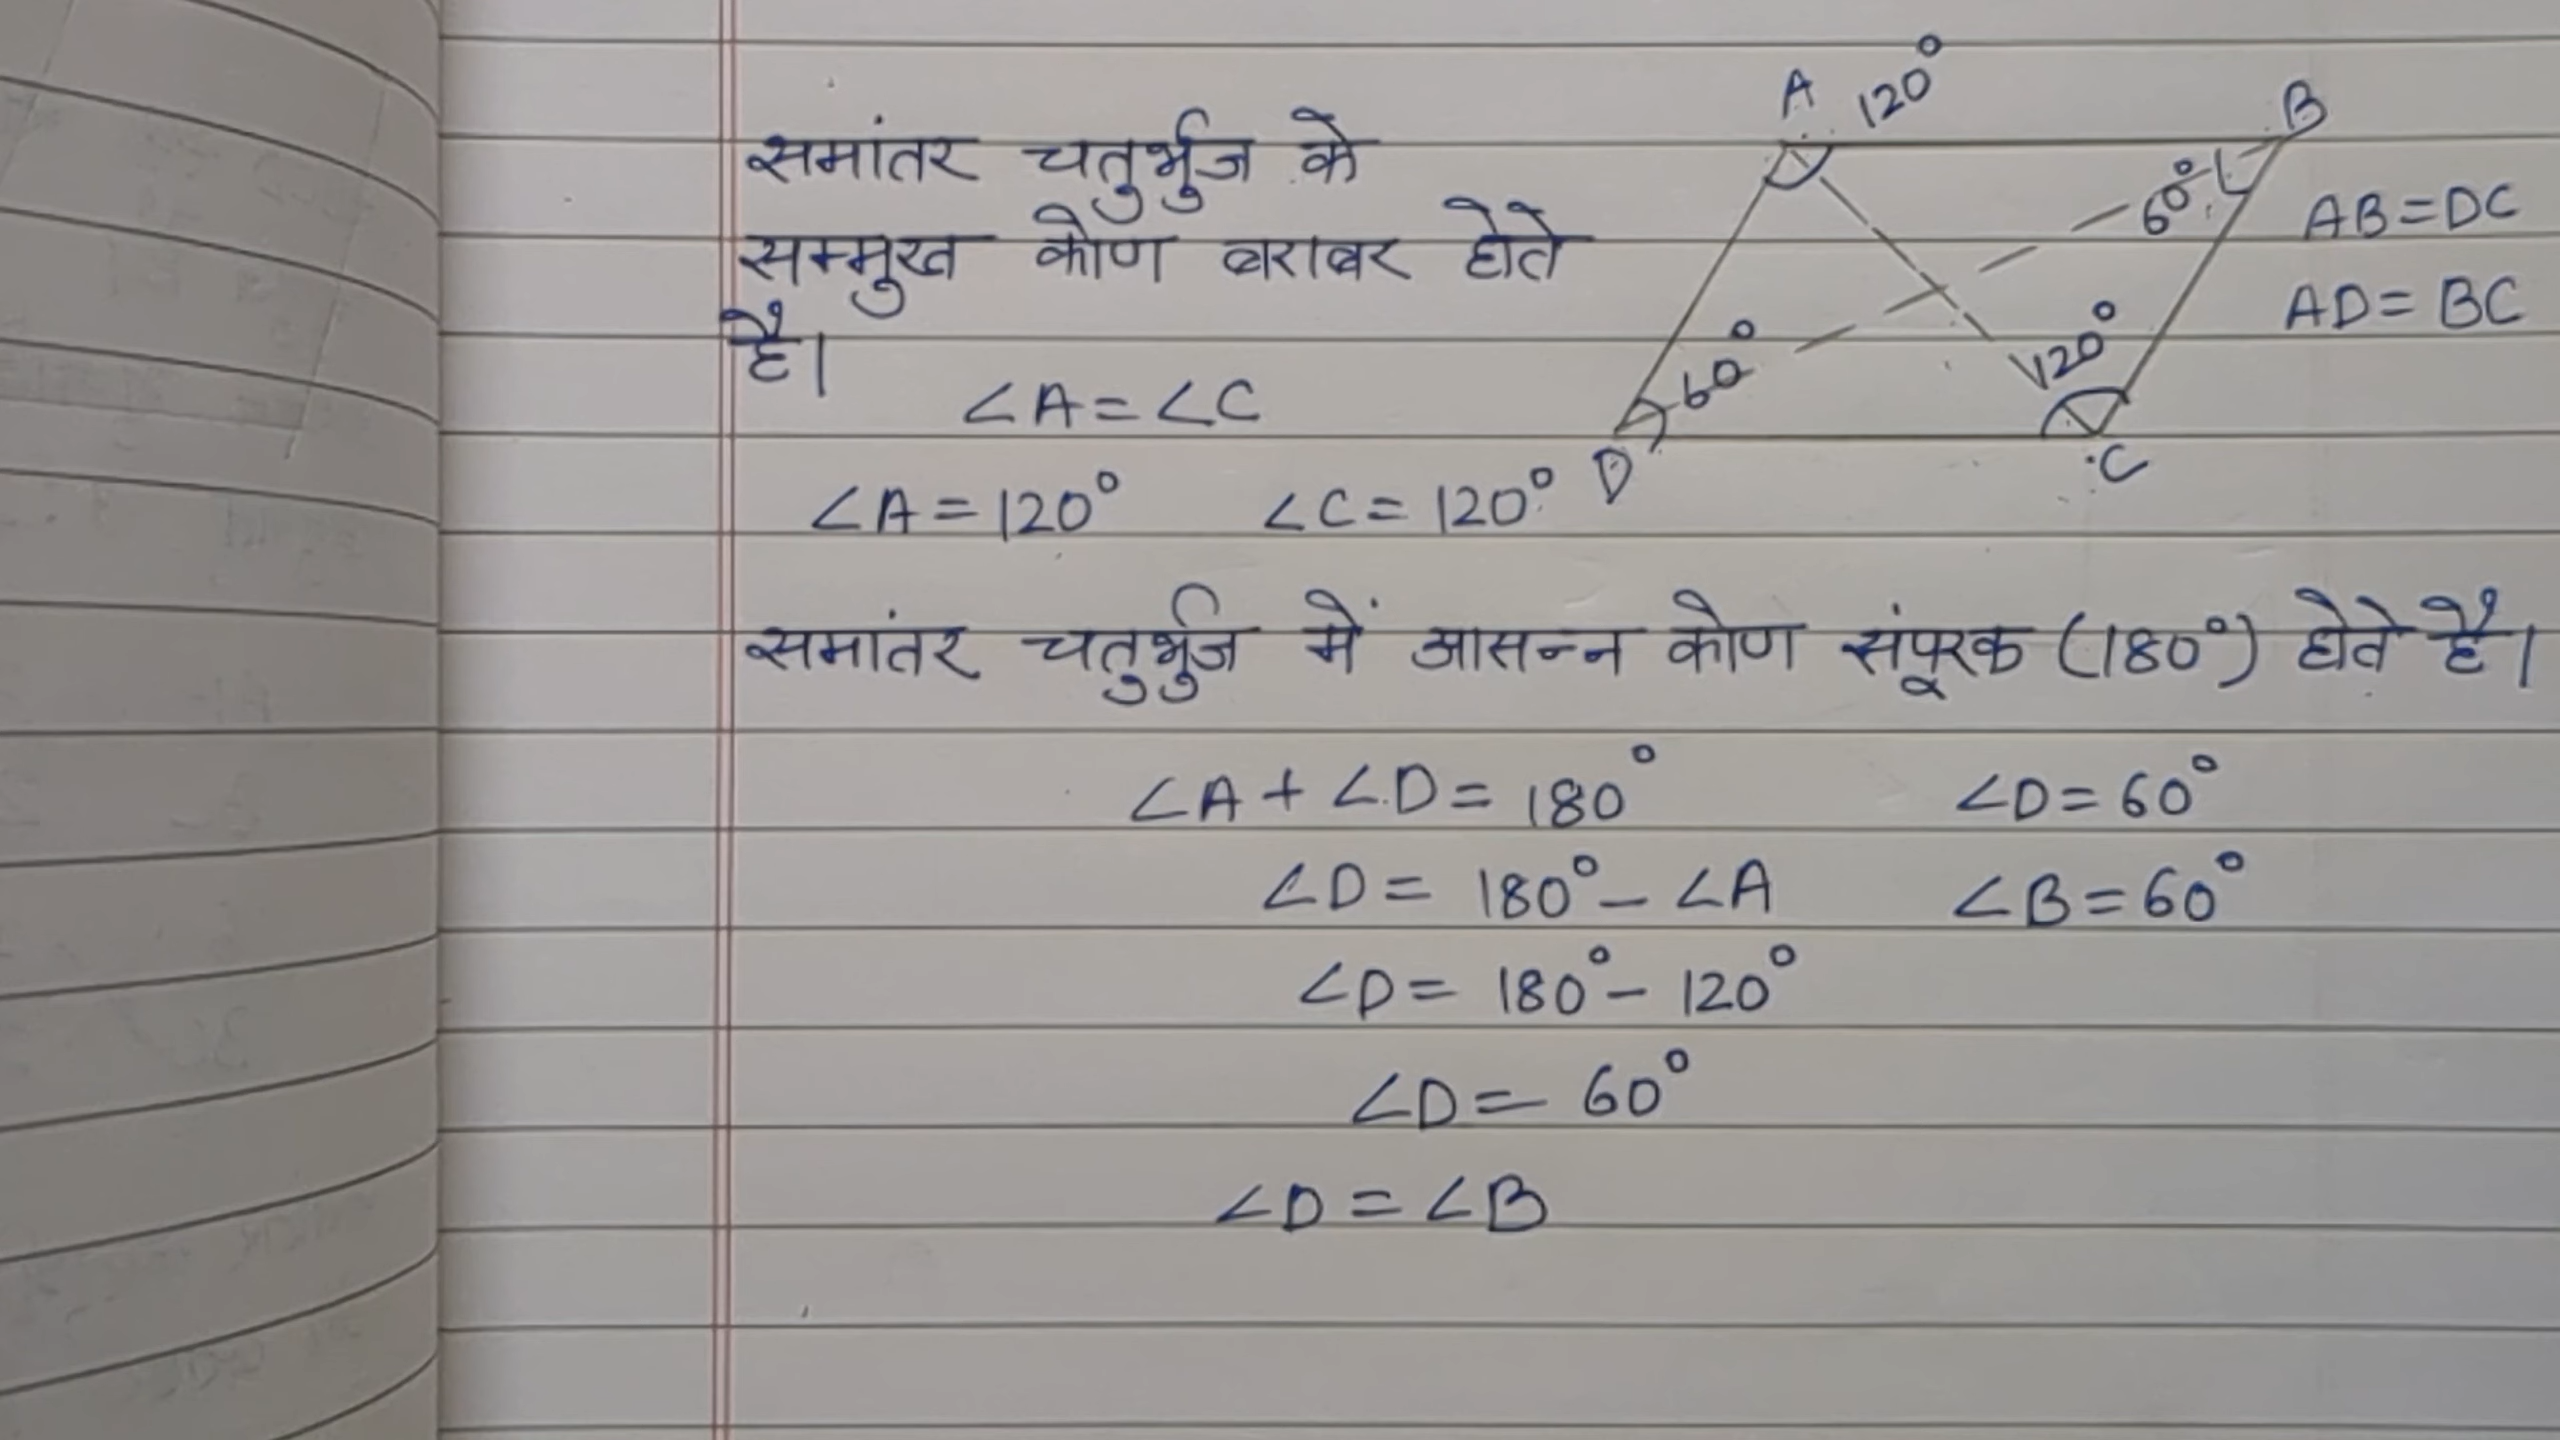 समांतर चतुर्भुज के
सम्मुख कोण बराबर होते
है।
∠A = ∠C
∠A = 120° ∠C = 120°
A 120°
B
60°
AB = DC
AD = BC
60°
120°
D
C
समांतर चतुर्भुज में आसन्न कोण संपूरक (180°) होते है।
∠A + ∠D = 180° ∠D = 60°
∠D = 180° - ∠A ∠B = 60°
∠D = 180° - 120°
∠D = 60°
∠D = ∠B